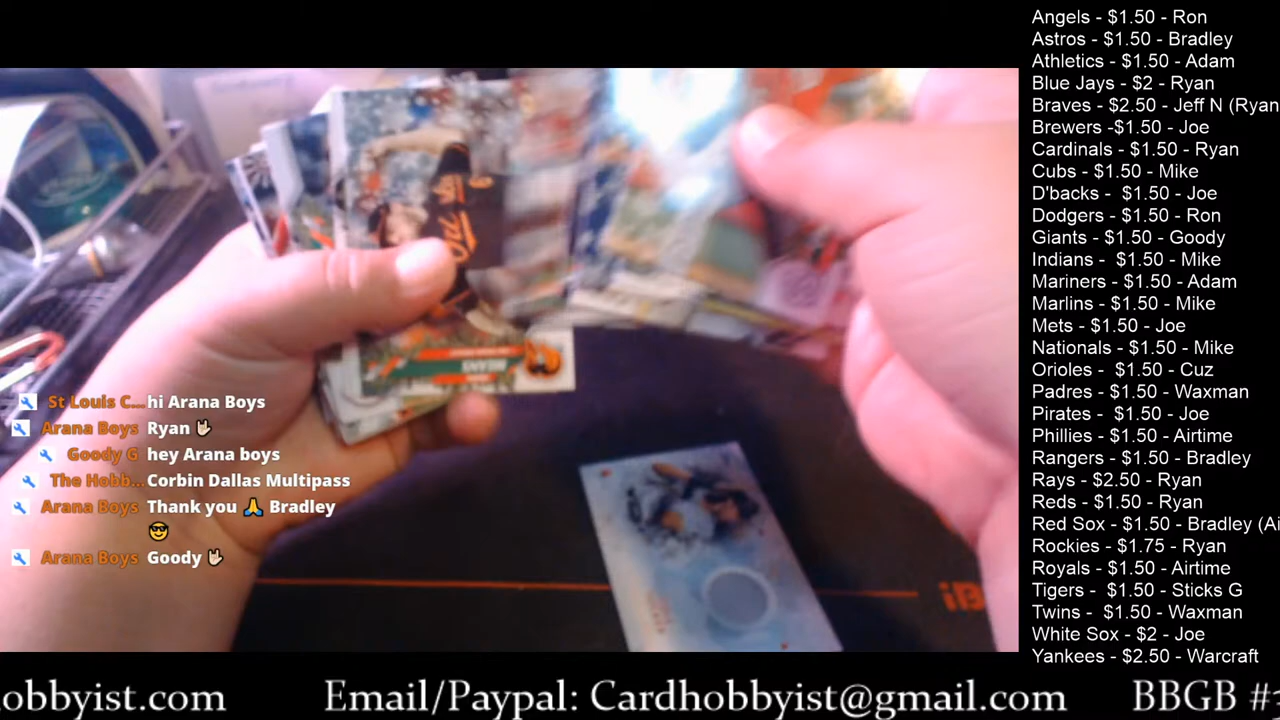 Angels - $1.50 - Ron
Astros - $1.50 - Bradley
Athletics - $1.50 - Adam
Blue Jays - $2 - Ryan
Braves - $2.50 - Jeff N (Ryan
Brewers -$1.50 - Joe
Cardinals - $1.50 - Ryan
Cubs - $1.50 - Mike
D'backs - $1.50 - Joe
Dodgers - $1.50 - Ron
Giants - $1.50 - Goody
Indians - $1.50 - Mike
Mariners - $1.50 - Adam
Marlins - $1.50 - Mike
Mets - $1.50 - Joe
Nationals - $1.50 - Mike
Orioles - $1.50 - Cuz
Padres - $1.50 - Waxman
Pirates - $1.50 - Joe
Phillies - $1.50 - Airtime
Rangers - $1.50 - Bradley
Rays - $2.50 - Ryan
Reds - $1.50 - Ryan
Red Sox - $1.50 - Bradley (Ai
Rockies - $1.75 - Ryan
Royals - $1.50 - Airtime
Tigers - $1.50 - Sticks G
Twins - $1.50 - Waxman
White Sox - $2 - Joe
Yankees - $2.50 - Warcraft
MEANS
St Louis C... hi Arana Boys
Arana Boys Ryan 🤟🏻
Goody G hey Arana boys
The Hobb... Corbin Dallas Multipass
Arana Boys Thank you 🙏 Bradley
😎
Arana Boys Goody 🤟🏻
iB
obbyist.com Email/Paypal: Cardhobbyist@gmail.com BBGB #